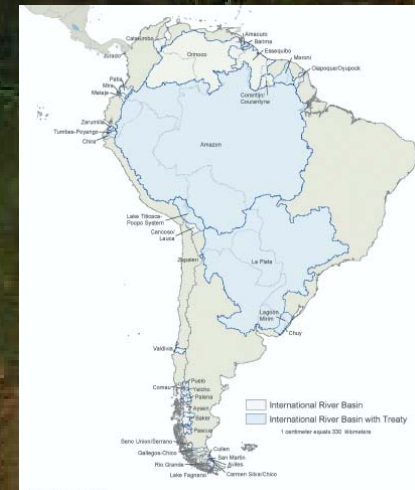 Catatumbo
Amacuro
Barima
Orinoco
Essequibo
Jurado
Maroni
Oiapoque/Oyupock
Patia
Mira
Mataje
Corantijn/
Courantyne
Zarumilla
Tumbes-Poyango
Chira
Amazon
Lake Titicaca-
Poopo System
Cancoso/
Lauca
Zapaleri
La Plata
Lagoon
Mirim
Chuy
Valdivia
Comau
Puelo
Yelcho
Palena
Aysen
Baker
Pascua
Seno Union/Serrano
Gallegos-Chico
Cullen
San Martin
Rio Grande
Aviles
Carmen Silva/Chico
Lake Fagnano
International River Basin
International River Basin with Treaty
1 centimeter equals 330 kilometers